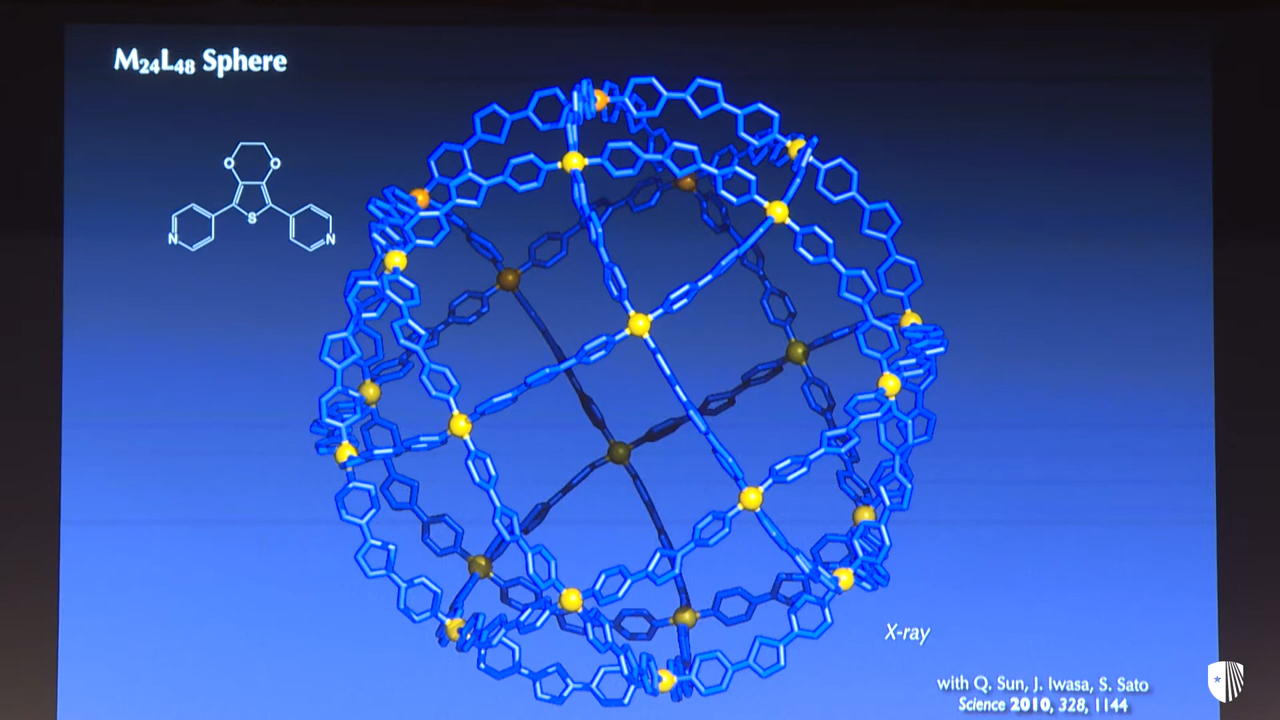 M24L48 Sphere
O O
S
N N
X-ray
with Q. Sun, J. Iwasa, S. Sato
Science 2010, 328, 1144